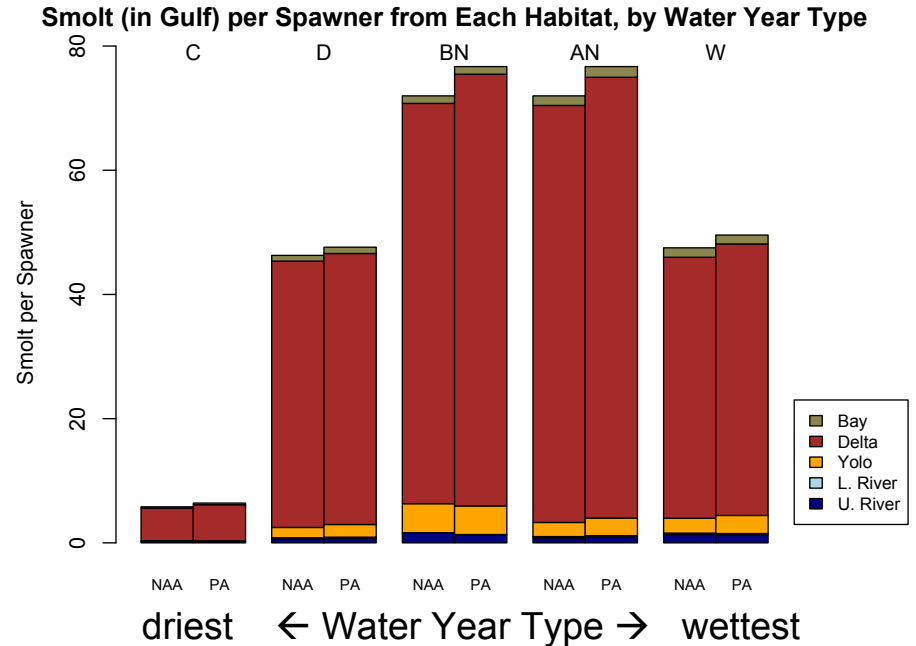 Smolt (in Gulf) per Spawner from Each Habitat, by Water Year Type
C D BN AN W
80
60
40
20
0
Smolt per Spawner
Bay
Delta
Yolo
L. River
U. River
NAA PA NAA PA NAA PA NAA PA NAA PA
driest ← Water Year Type → wettest